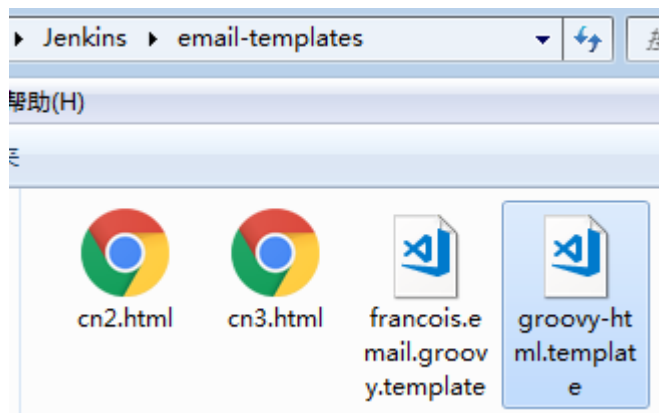 Jenkins email-templates
帮助(H)
cn2.html cn3.html francois.e groovy-ht
mail.groov ml.templat
y.template e